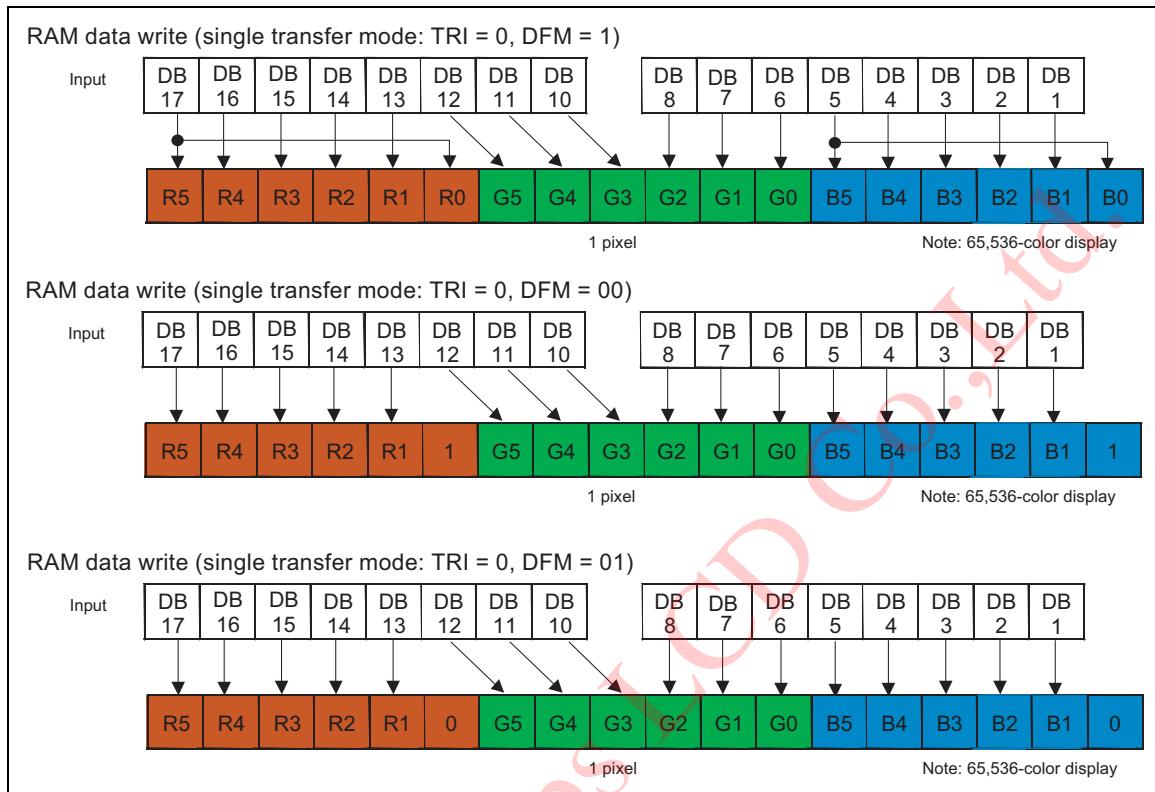 RAM data write (single transfer mode: TRI = 0, DFM = 1)
Input DB 17 DB 16 DB 15 DB 14 DB 13 DB 12 DB 11 DB 10 DB 8 DB 7 DB 6 DB 5 DB 4 DB 3 DB 2 DB 1
R5 R4 R3 R2 R1 R0 G5 G4 G3 G2 G1 G0 B5 B4 B3 B2 B1 B0
1 pixel Note: 65,536-color display
RAM data write (single transfer mode: TRI = 0, DFM = 00)
Input DB 17 DB 16 DB 15 DB 14 DB 13 DB 12 DB 11 DB 10 DB 8 DB 7 DB 6 DB 5 DB 4 DB 3 DB 2 DB 1
R5 R4 R3 R2 R1 1 G5 G4 G3 G2 G1 G0 B5 B4 B3 B2 B1 1
1 pixel Note: 65,536-color display
RAM data write (single transfer mode: TRI = 0, DFM = 01)
Input DB 17 DB 16 DB 15 DB 14 DB 13 DB 12 DB 11 DB 10 DB 8 DB 7 DB 6 DB 5 DB 4 DB 3 DB 2 DB 1
R5 R4 R3 R2 R1 0 G5 G4 G3 G2 G1 G0 B5 B4 B3 B2 B1 0
1 pixel Note: 65,536-color display
LCD Co.,Ltd.